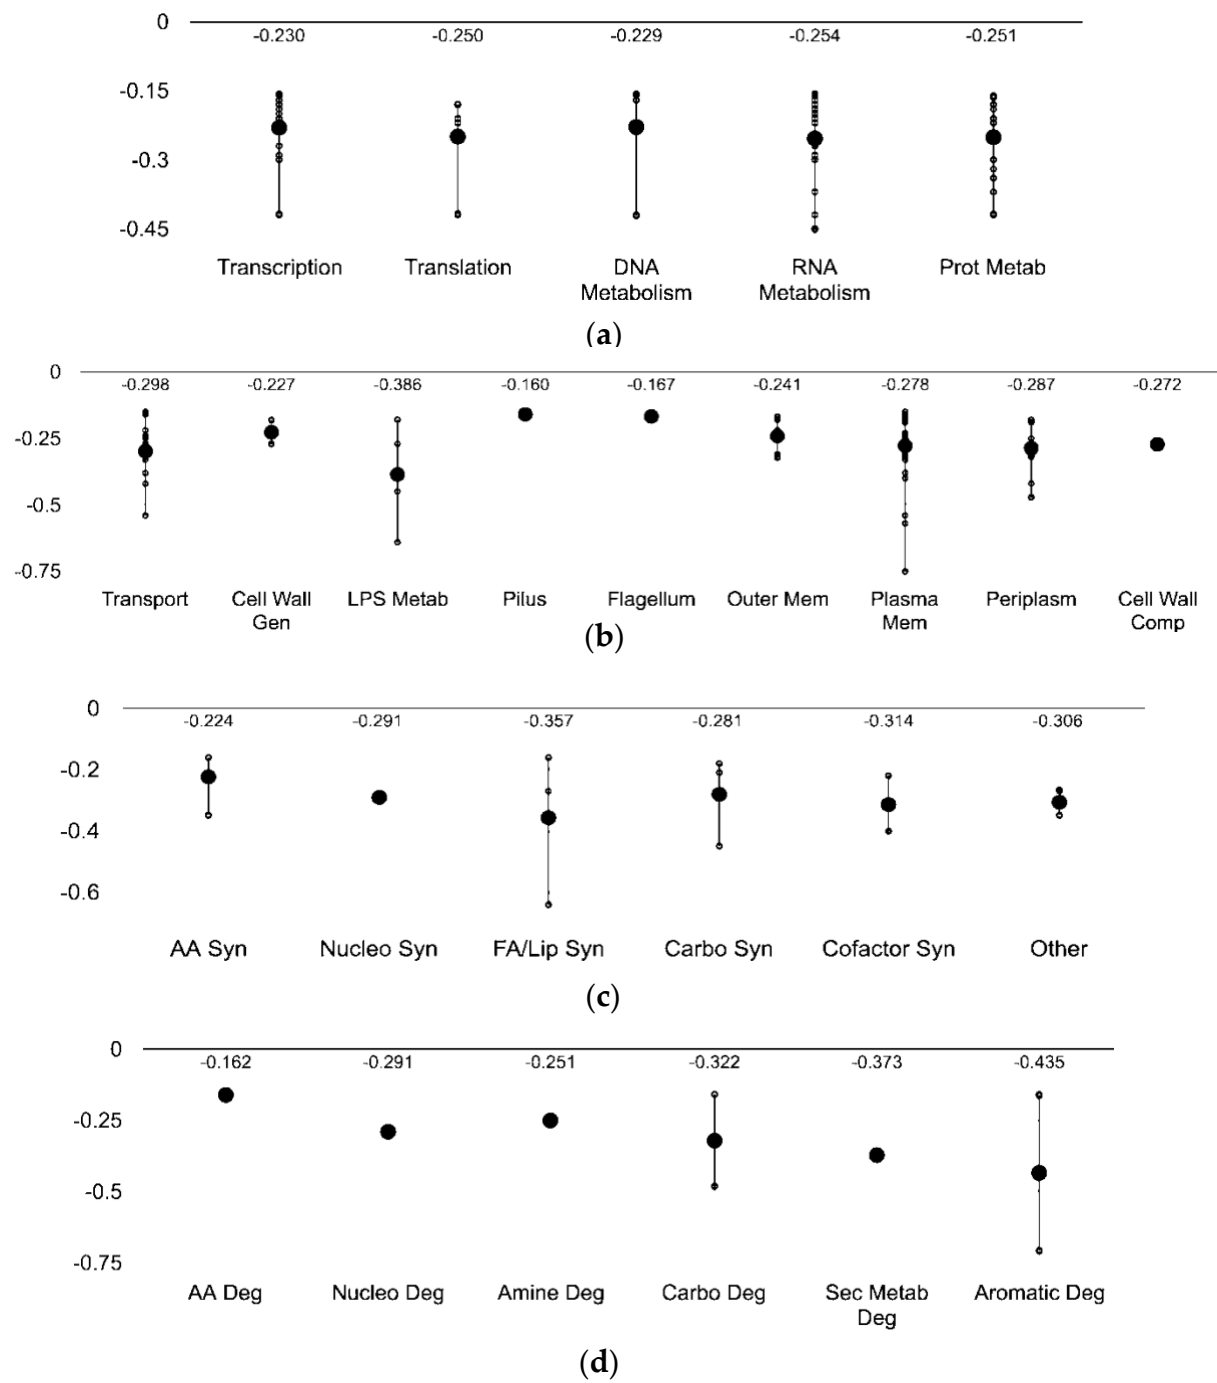 0
-0.230 -0.250 -0.229 -0.254 -0.251
-0.15
-0.3
-0.45
Transcription Translation DNA Metabolism RNA Metabolism Prot Metab
(a)
0
-0.298 -0.227 -0.386 -0.160 -0.167 -0.241 -0.278 -0.287 -0.272
-0.25
-0.5
-0.75
Transport Cell Wall Gen LPS Metab Pilus Flagellum Outer Mem Plasma Mem Periplasm Cell Wall Comp
(b)
0
-0.224 -0.291 -0.357 -0.281 -0.314 -0.306
-0.2
-0.4
-0.6
AA Syn Nucleo Syn FA/Lip Syn Carbo Syn Cofactor Syn Other
(c)
0
-0.162 -0.291 -0.251 -0.322 -0.373 -0.435
-0.25
-0.5
-0.75
AA Deg Nucleo Deg Amine Deg Carbo Deg Sec Metab Deg Aromatic Deg
(d)